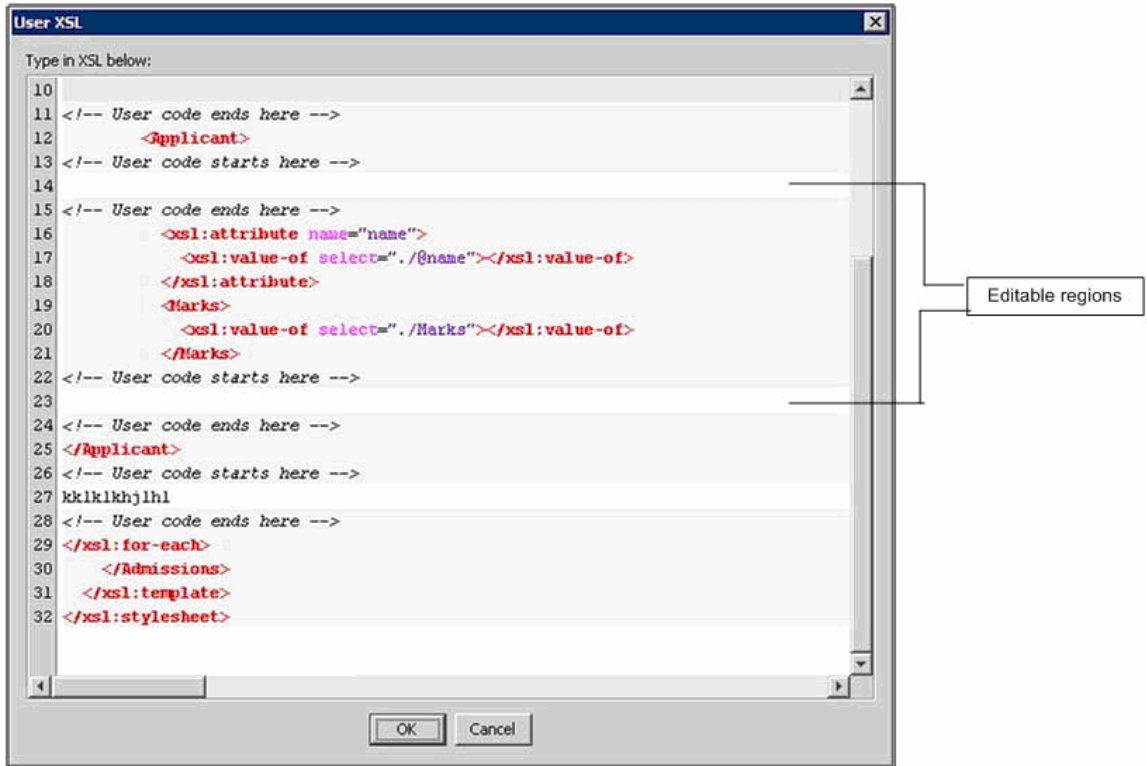 User XSL
Type in XSL below:
10
11 <!-- User code ends here -->
12 <Applicant>
13 <!-- User code starts here -->
14
15 <!-- User code ends here -->
16 <xsl:attribute name="name">
17 <xsl:value-of select="./@name"></xsl:value-of>
18 </xsl:attribute>
19 <Marks>
20 <xsl:value-of select="./Marks"></xsl:value-of>
21 </Marks>
22 <!-- User code starts here -->
23
24 <!-- User code ends here -->
25 </Applicant>
26 <!-- User code starts here -->
27 kklklkhjlhl
28 <!-- User code ends here -->
29 </xsl:for-each>
30 </Admissions>
31 </xsl:template>
32 </xsl:stylesheet>
Editable regions
OK Cancel